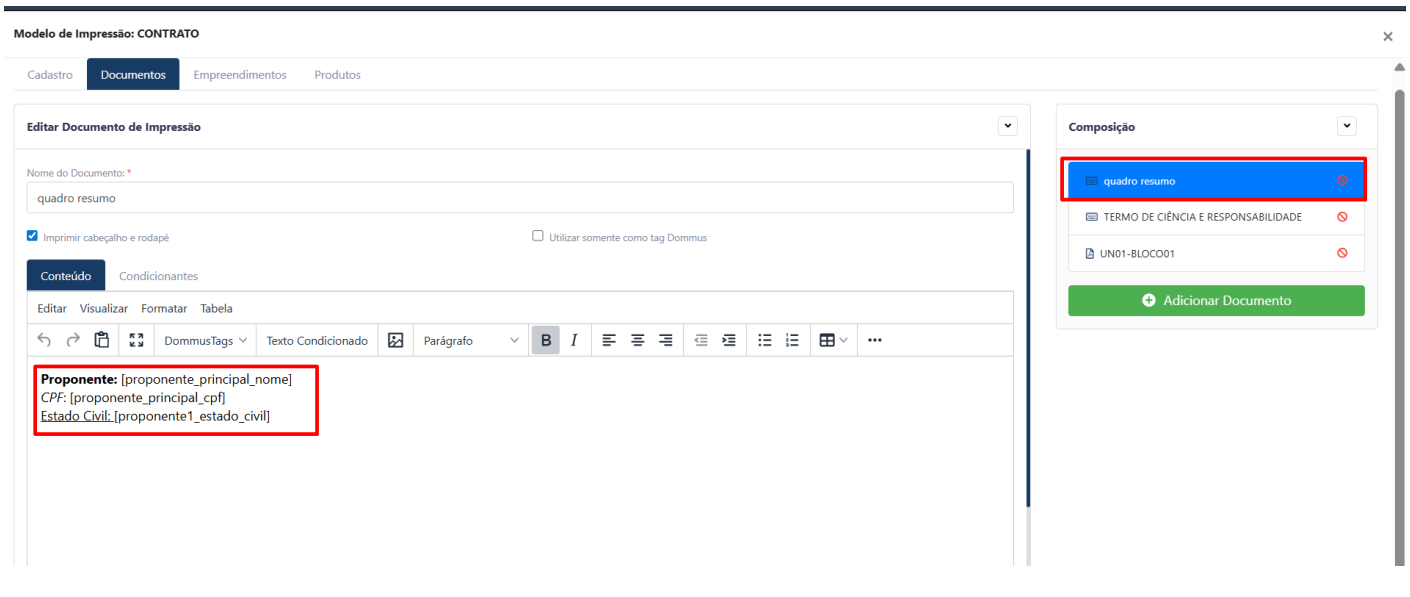 Modelo de Impressão: CONTRATO
×
Cadastro Documentos Empreendimentos Produtos
Editar Documento de Impressão
Nome do Documento: *
quadro resumo
Imprimir cabeçalho e rodapé
Utilizar somente como tag Dommus
Conteúdo Condicionantes
Editar Visualizar Formatar Tabela
DommusTags Texto Condicionado Parágrafo B I
Proponente: [proponente_principal_nome]
CPF: [proponente_principal_cpf]
Estado Civil: [proponente1_estado_civil]
Composição
quadro resumo
TERMO DE CIÊNCIA E RESPONSABILIDADE
UN01-BLOCO01
Adicionar Documento